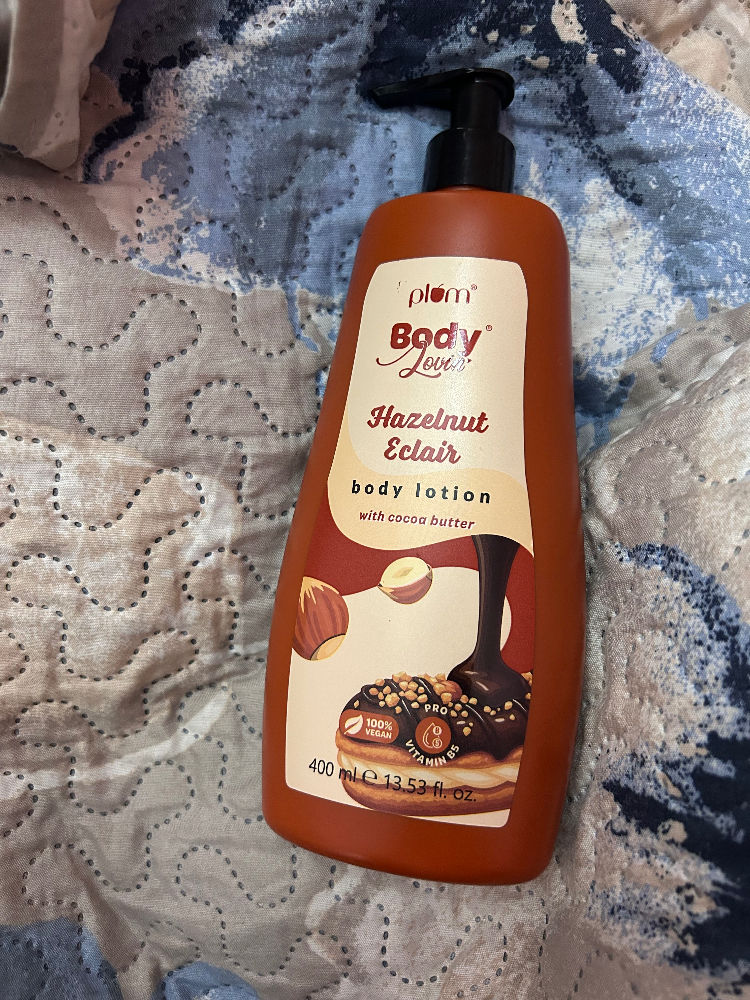 plum®
Body®
Lovin'
Hazelnut
Eclair
body lotion
with cocoa butter
100%
VEGAN
PRO
VITAMIN B5
B
5
400 ml ℮ 13.53 fl. oz.